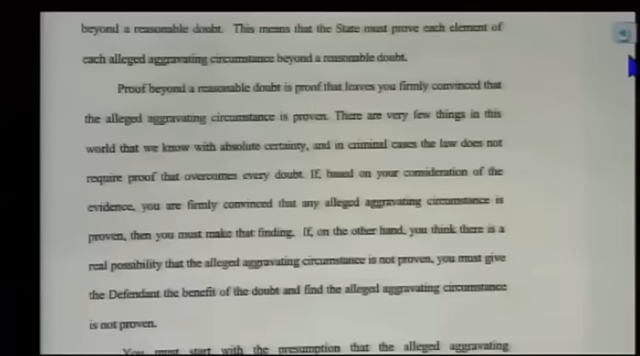 beyond a reasonable doubt. This means that the State must prove each element of
each alleged aggravating circumstance beyond a reasonable doubt.
Proof beyond a reasonable doubt is proof that leaves you firmly convinced that
the alleged aggravating circumstance is proven. There are very few things in this
world that we know with absolute certainty, and in criminal cases the law does not
require proof that overcomes every doubt. If, based on your consideration of the
evidence, you are firmly convinced that any alleged aggravating circumstance is
proven, then you must make that finding. If, on the other hand, you think there is a
real possibility that the alleged aggravating circumstance is not proven, you must give
the Defendant the benefit of the doubt and find the alleged aggravating circumstance
is not proven.
You must start with the presumption that the alleged aggravating